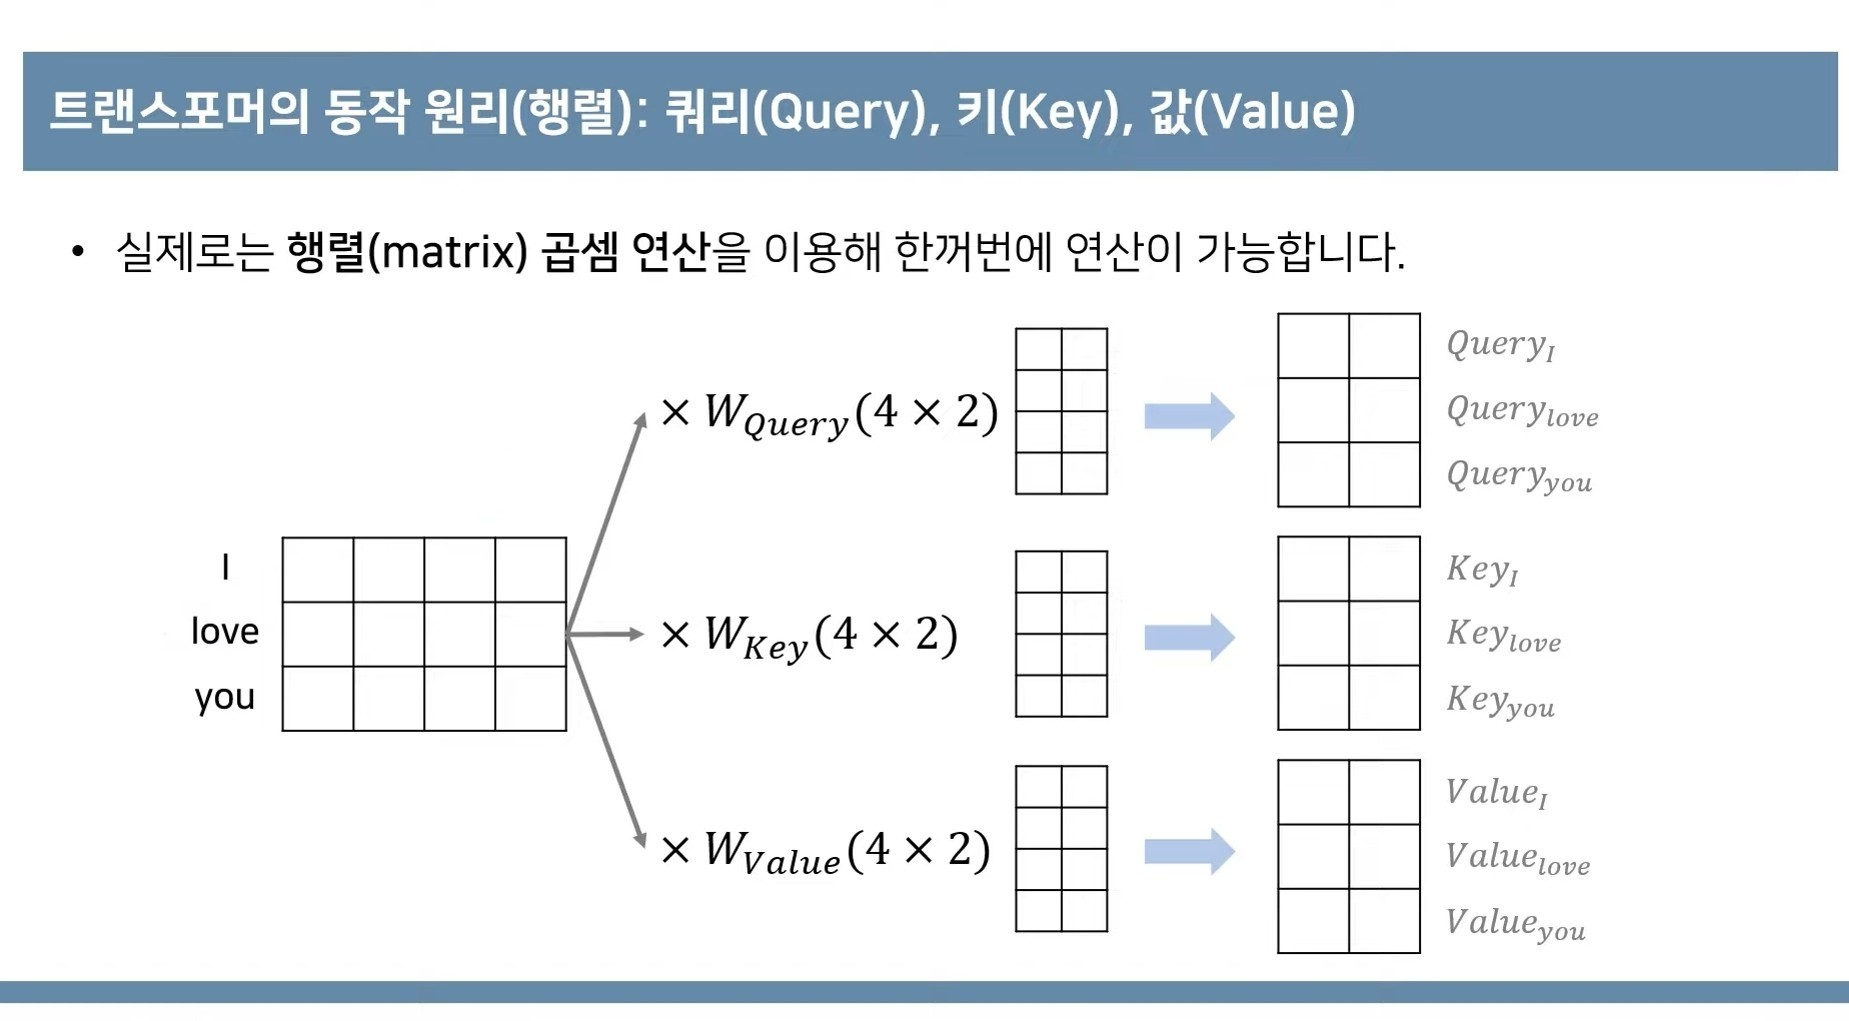 트랜스포머의 동작 원리(행렬): 쿼리(Query), 키(Key), 값(Value)
• 실제로는 행렬(matrix) 곱셈 연산을 이용해 한꺼번에 연산이 가능합니다.
I
love
you
× W_Query(4 × 2)
Query_I
Query_love
Query_you
× W_Key(4 × 2)
Key_I
Key_love
Key_you
× W_Value(4 × 2)
Value_I
Value_love
Value_you